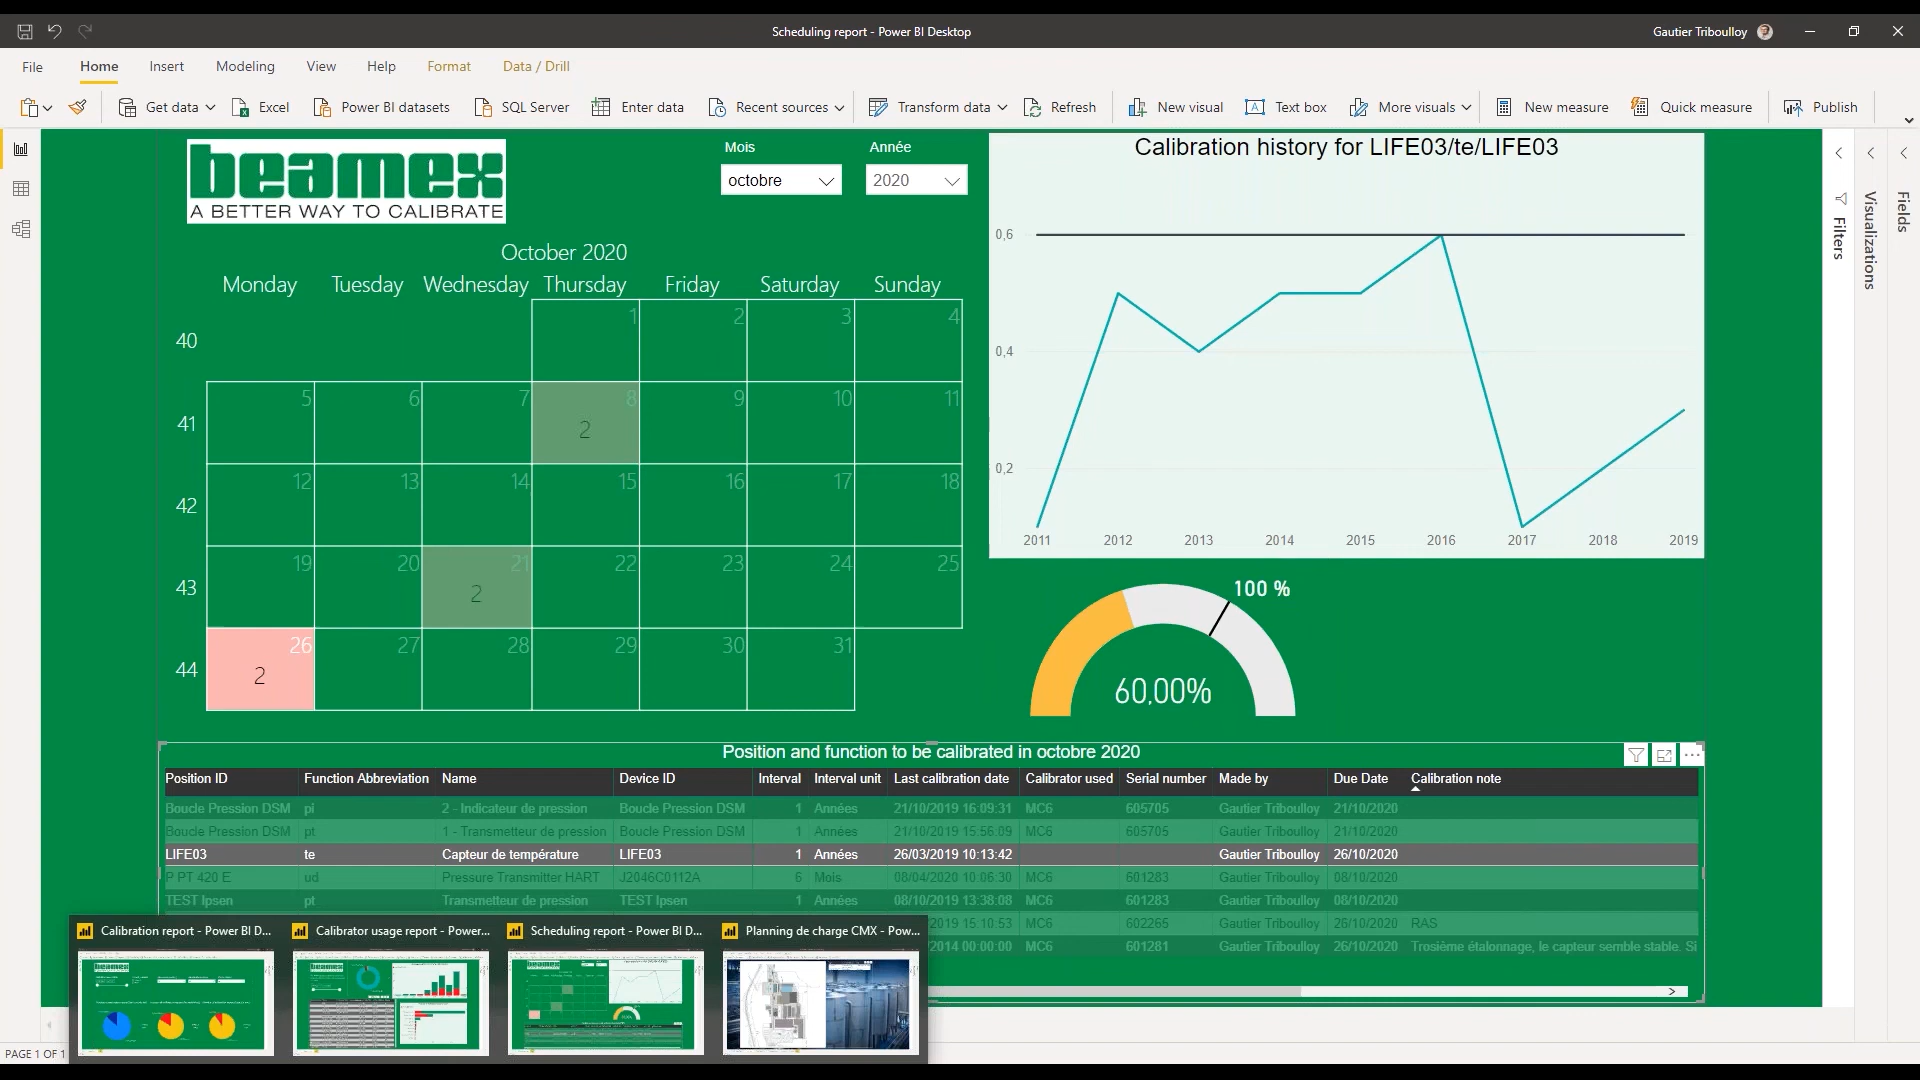 Scheduling report - Power BI Desktop
Gautier Triboulloy
File Home Insert Modeling View Help Format Data / Drill
Get data Excel Power BI datasets SQL Server Enter data Recent sources Transform data Refresh New visual Text box More visuals New measure Quick measure Publish
beamex
A BETTER WAY TO CALIBRATE
Mois Année
octobre 2020
October 2020
Monday Tuesday Wednesday Thursday Friday Saturday Sunday
40 1 2 3 4
41 5 6 7 8 9 10 11
2
42 12 13 14 15 16 17 18
43 19 20 21 22 23 24 25
2
44 26 27 28 29 30 31
2
Calibration history for LIFE03/te/LIFE03
0,6
0,4
0,2
2011 2012 2013 2014 2015 2016 2017 2018 2019
100 %
60,00%
Filters
Visualizations
Fields
Position and function to be calibrated in octobre 2020
Position ID Function Abbreviation Name Device ID Interval Interval unit Last calibration date Calibrator used Serial number Made by Due Date Calibration note
Boucle Pression DSM pi 2 - Indicateur de pression Boucle Pression DSM 1 Années 21/10/2019 16:09:31 MC6 605705 Gautier Triboulloy 21/10/2020
Boucle Pression DSM pt 1 - Transmetteur de pression Boucle Pression DSM 1 Années 21/10/2019 15:56:09 MC6 605705 Gautier Triboulloy 21/10/2020
LIFE03 te Capteur de température LIFE03 1 Années 26/03/2019 10:13:42 Gautier Triboulloy 26/10/2020
P PT 420 E ud Pressure Transmitter HART J2046C0112A 6 Mois 08/04/2020 10:06:30 MC6 601283 Gautier Triboulloy 08/10/2020
TEST Ipsen pt Transmetteur de pression TEST Ipsen 1 Années 08/10/2019 13:38:08 MC6 601283 Gautier Triboulloy 08/10/2020
/2019 15:10:53 MC6 602265 Gautier Triboulloy 26/10/2020 RAS
/2014 00:00:00 MC6 601281 Gautier Triboulloy 26/10/2020 Trosième étalonnage, le capteur semble stable. Si
Calibration report - Power BI D...
Calibrator usage report - Power...
Scheduling report - Power BI D...
Planning de charge CMX - Pow...
PAGE 1 OF 1